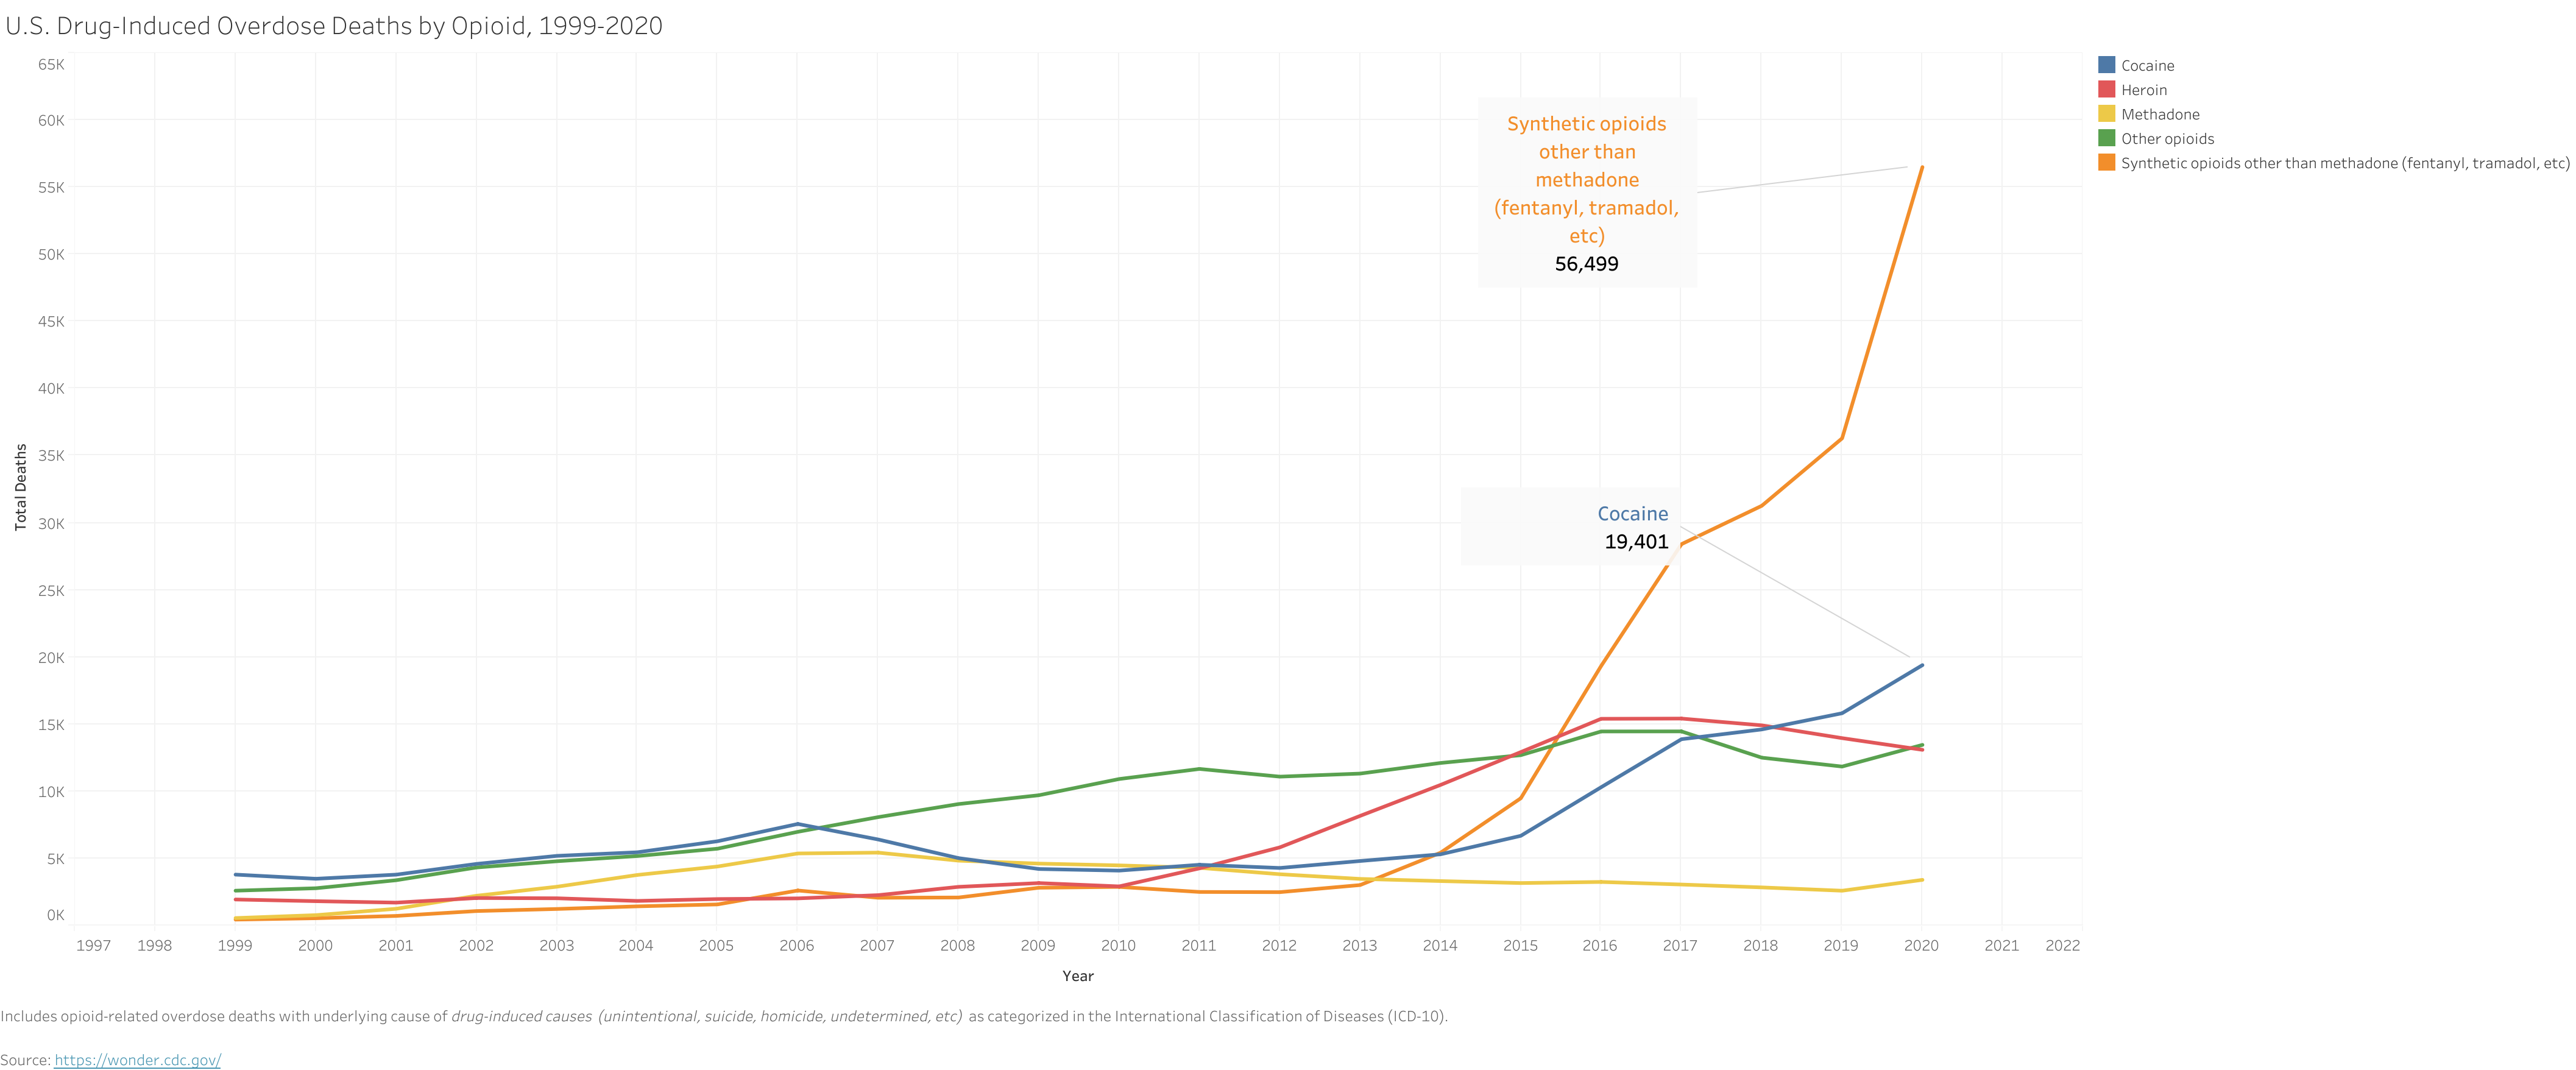 U.S. Drug-Induced Overdose Deaths by Opioid, 1999-2020
65K
60K
55K
50K
45K
40K
35K
30K
25K
20K
15K
10K
5K
0K
Total Deaths
Synthetic opioids
other than
methadone
(fentanyl, tramadol,
etc)
56,499
Cocaine
19,401
Cocaine
Heroin
Methadone
Other opioids
Synthetic opioids other than methadone (fentanyl, tramadol, etc)
1997 1998 1999 2000 2001 2002 2003 2004 2005 2006 2007 2008 2009 2010 2011 2012 2013 2014 2015 2016 2017 2018 2019 2020 2021 2022
Year
Includes opioid-related overdose deaths with underlying cause of drug-induced causes (unintentional, suicide, homicide, undetermined, etc) as categorized in the International Classification of Diseases (ICD-10).
Source: https://wonder.cdc.gov/